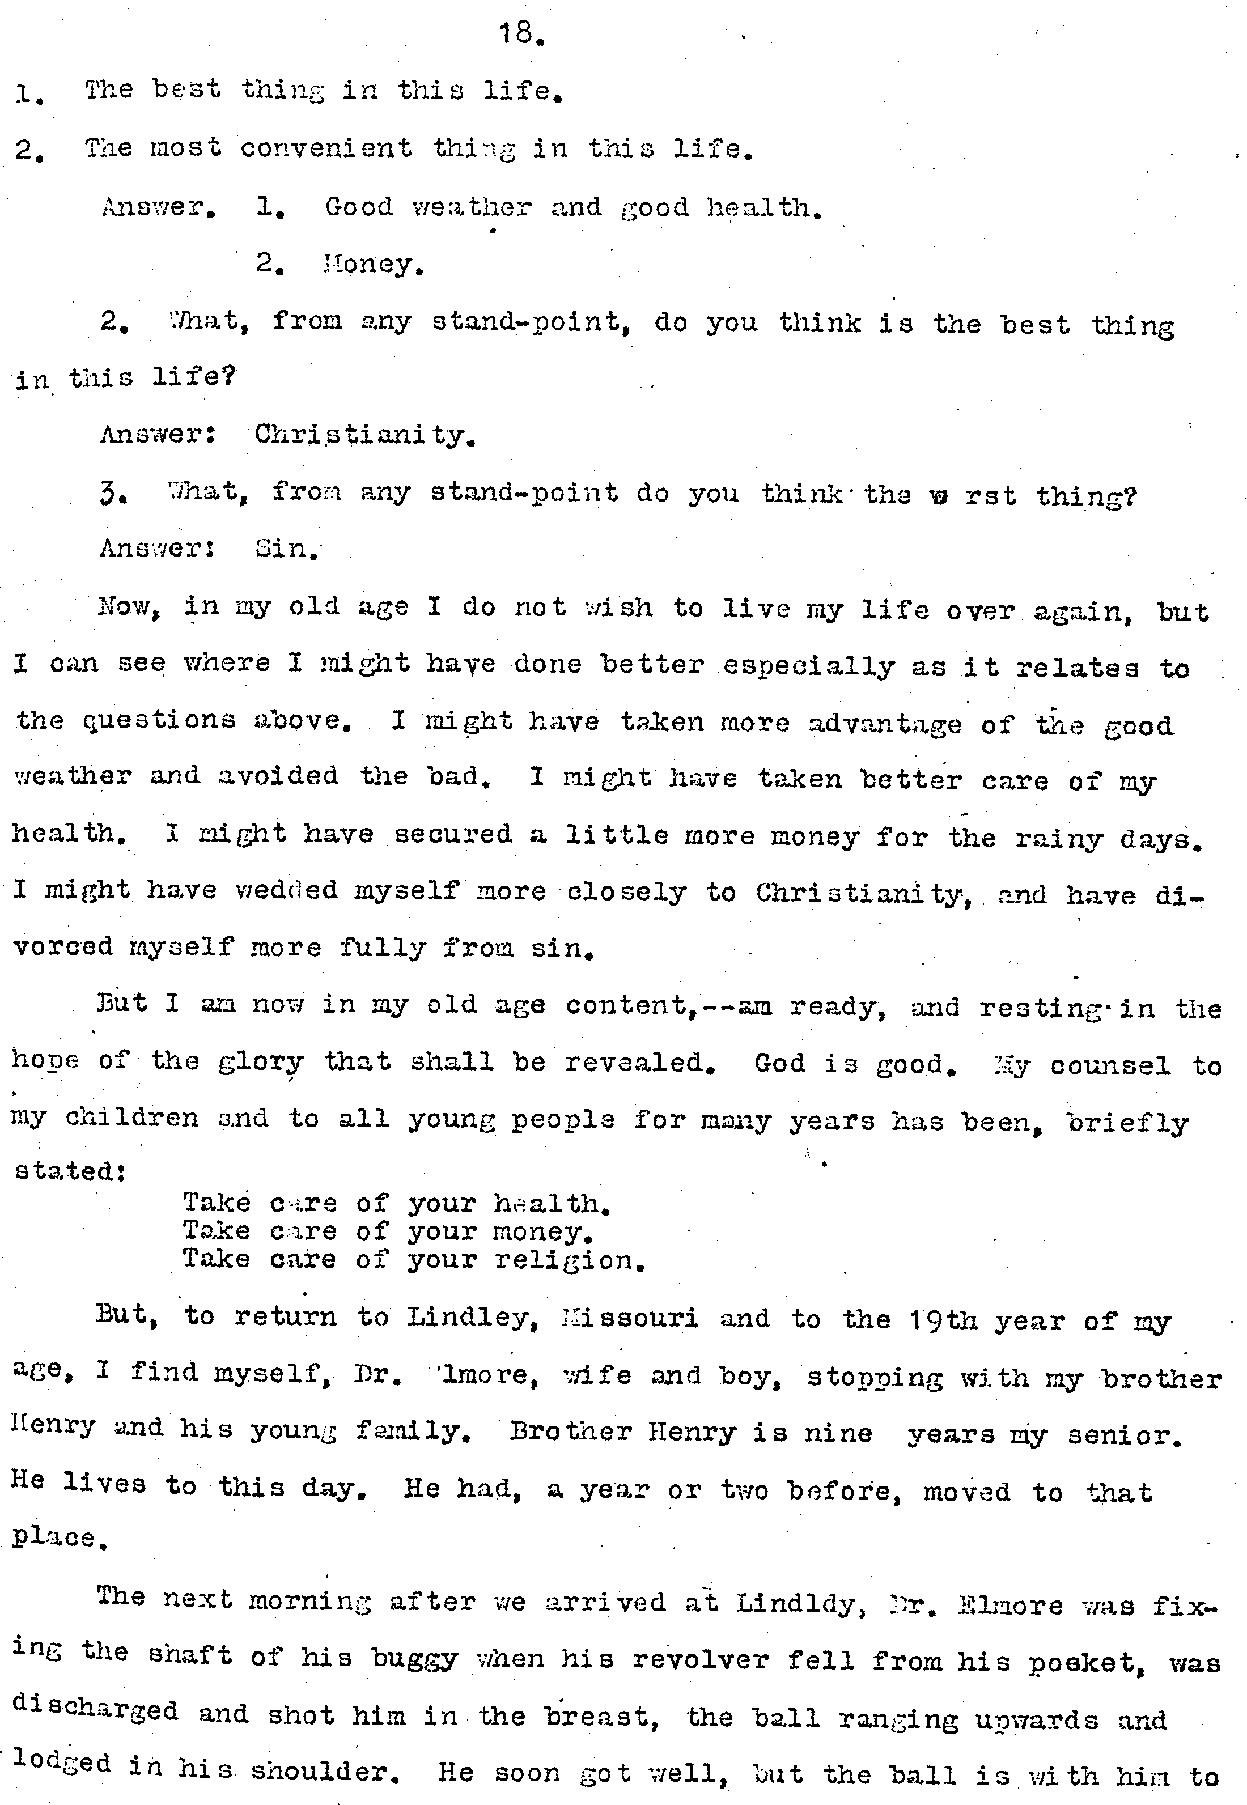 18.
1. The best thing in this life.
2. The most convenient thing in this life.
Answer. 1. Good weather and good health.
2. Money.
2. What, from any stand-point, do you think is the best thing
in this life?
Answer: Christianity.
3. What, from any stand-point do you think the w rst thing?
Answer: Sin.
Now, in my old age I do not wish to live my life over again, but
I can see where I might have done better especially as it relates to
the questions above. I might have taken more advantage of the good
weather and avoided the bad. I might have taken better care of my
health. I might have secured a little more money for the rainy days.
I might have wedded myself more closely to Christianity, and have di-
vorced myself more fully from sin.
But I am now in my old age content,--am ready, and resting in the
hope of the glory that shall be revealed. God is good. My counsel to
my children and to all young people for many years has been, briefly
stated:
Take care of your health.
Take care of your money.
Take care of your religion.
But, to return to Lindley, Missouri and to the 19th year of my
age, I find myself, Dr. 'lmore, wife and boy, stopping with my brother
Henry and his young family. Brother Henry is nine years my senior.
He lives to this day. He had, a year or two before, moved to that
place.
The next morning after we arrived at Lindldy, Dr. Elmore was fix-
ing the shaft of his buggy when his revolver fell from his poeket, was
discharged and shot him in the breast, the ball ranging upwards and
lodged in his shoulder. He soon got well, but the ball is with him to